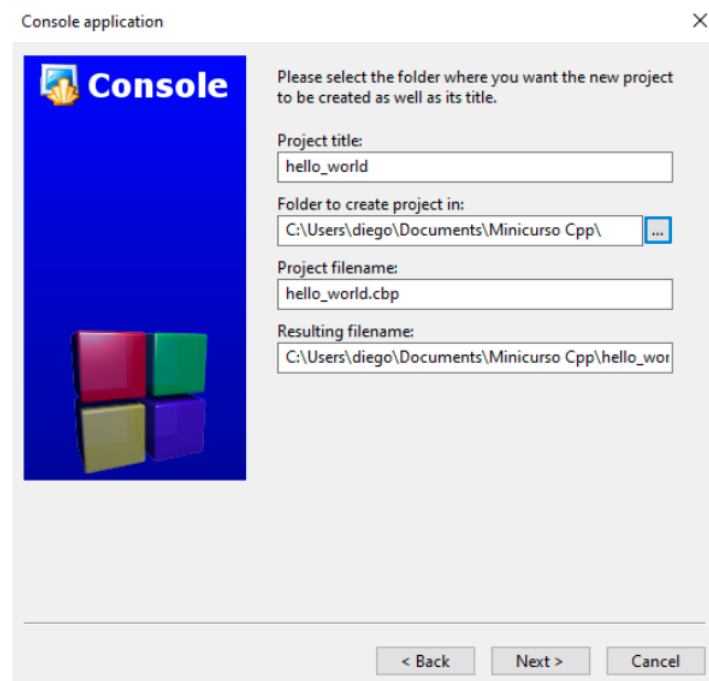 Console application
Console
Please select the folder where you want the new project
to be created as well as its title.
Project title:
hello_world
Folder to create project in:
C:\Users\diego\Documents\Minicurso Cpp\
...
Project filename:
hello_world.cbp
Resulting filename:
C:\Users\diego\Documents\Minicurso Cpp\hello_wor
< Back
Next >
Cancel